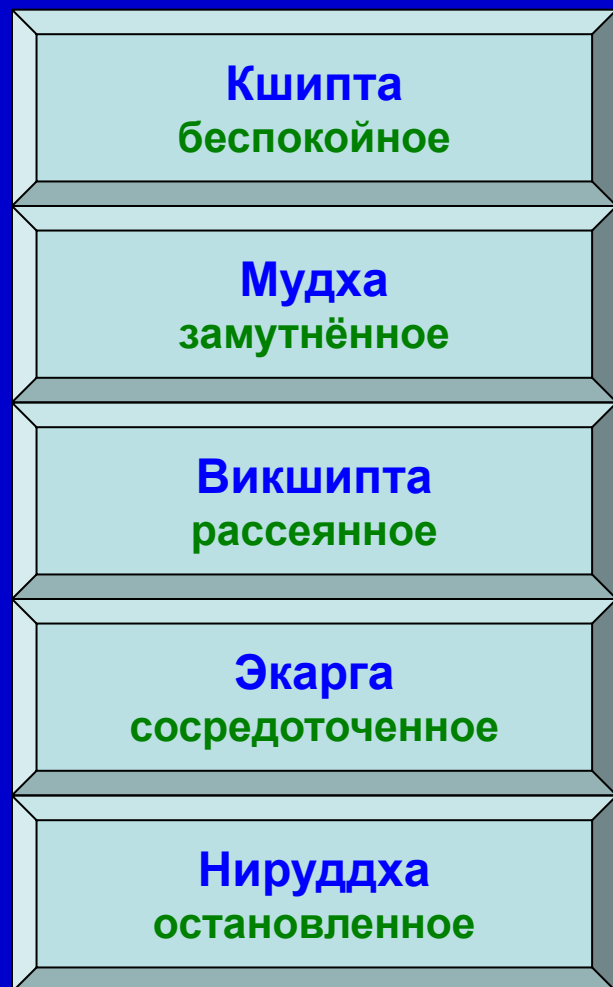 Кшипта
беспокойное
Мудха
замутнённое
Викшипта
рассеянное
Экарга
сосредоточенное
Нируддха
остановленное